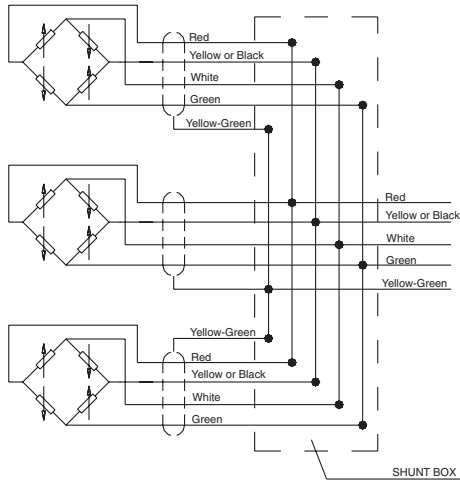 Red
Yellow or Black
White
Green
Yellow-Green
Red
Yellow or Black
White
Green
Yellow-Green
Yellow-Green
Red
Yellow or Black
White
Green
SHUNT BOX